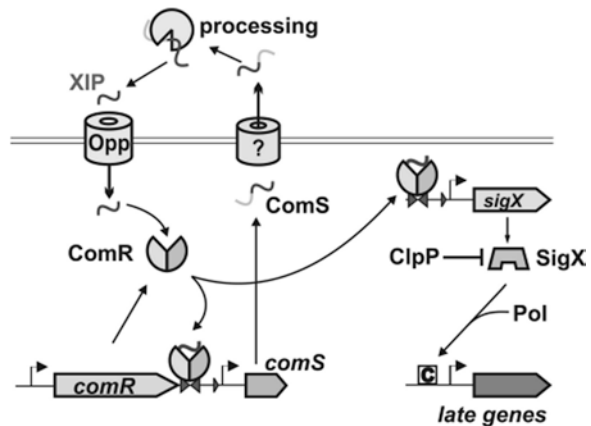 processing
XIP
Opp
?
ComS
sigX
ComR
ClpP
SigX
Pol
comR
comS
C
late genes